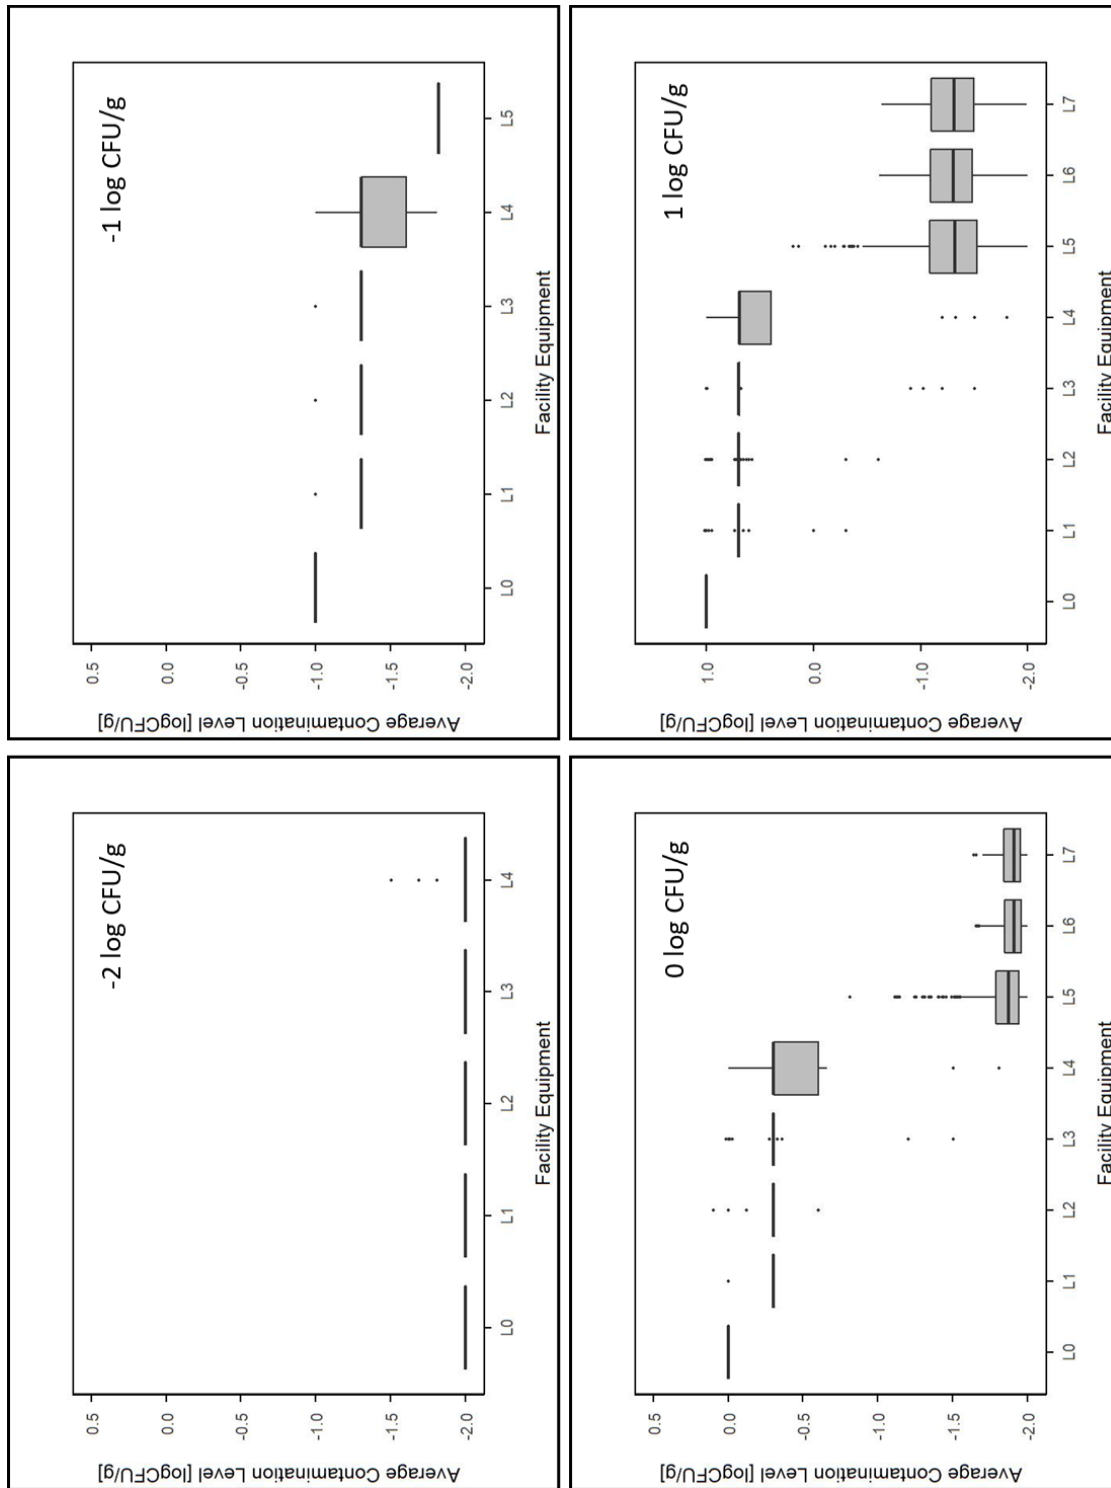 -2 log CFU/g
Average Contamination Level [logCFU/g]
0.5
0.0
-0.5
-1.0
-1.5
-2.0
L0 L1 L2 L3 L4
Facility Equipment
-1 log CFU/g
Average Contamination Level [logCFU/g]
0.5
0.0
-0.5
-1.0
-1.5
-2.0
L0 L1 L2 L3 L4 L5
Facility Equipment
0 log CFU/g
Average Contamination Level [logCFU/g]
0.5
0.0
-0.5
-1.0
-1.5
-2.0
L0 L1 L2 L3 L4 L5 L6 L7
Facility Equipment
1 log CFU/g
Average Contamination Level [logCFU/g]
1.0
0.0
-1.0
-2.0
L0 L1 L2 L3 L4 L5 L6 L7
Facility Equipment